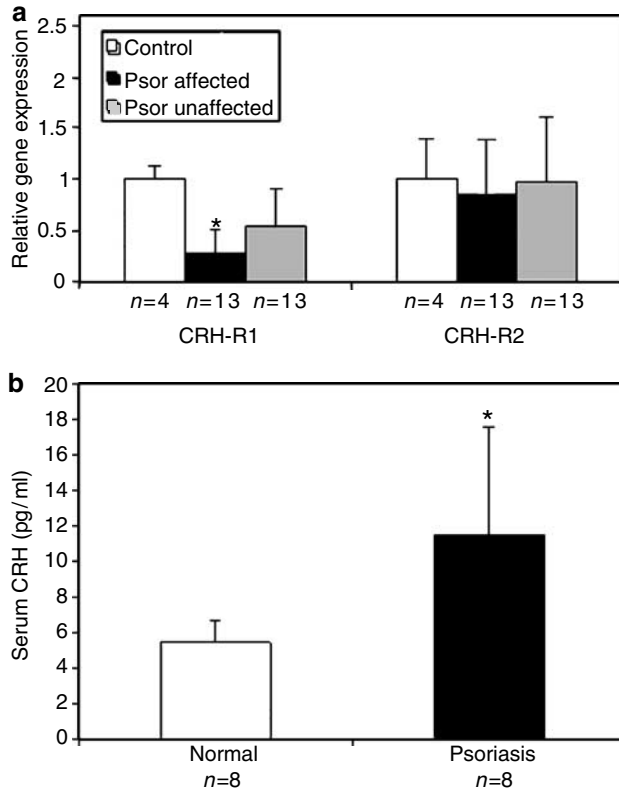 a
Relative gene expression
2.5
2
1.5
1
0.5
0
Control
Psor affected
Psor unaffected
*
n=4 n=13 n=13 n=4 n=13 n=13
CRH-R1 CRH-R2
b
Serum CRH (pg/ml)
20
18
16
14
12
10
8
6
4
2
0
*
Normal Psoriasis
n=8 n=8